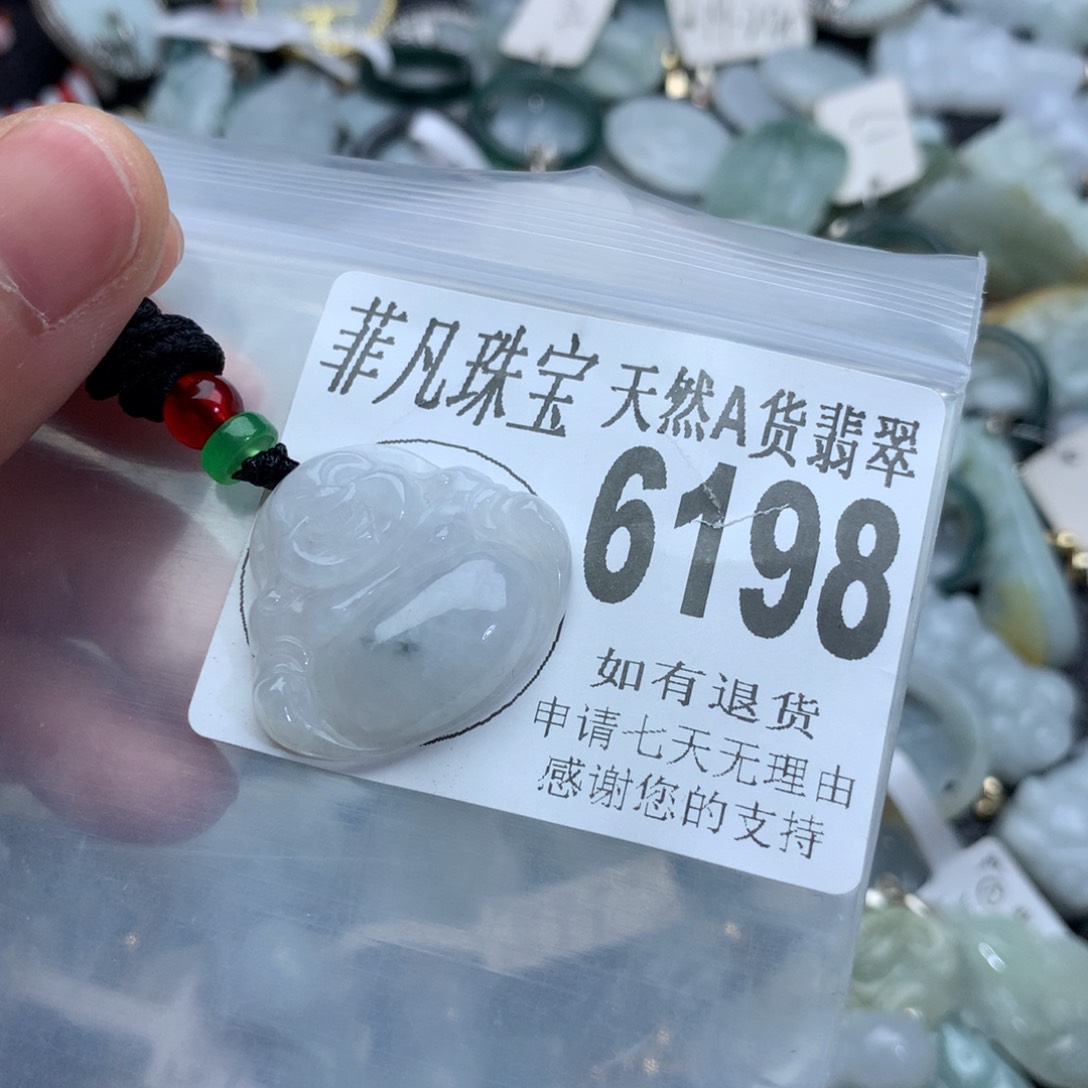 菲凡珠宝 天然A货翡翠
6198
如有退货
申请七天无理由
感谢您的支持